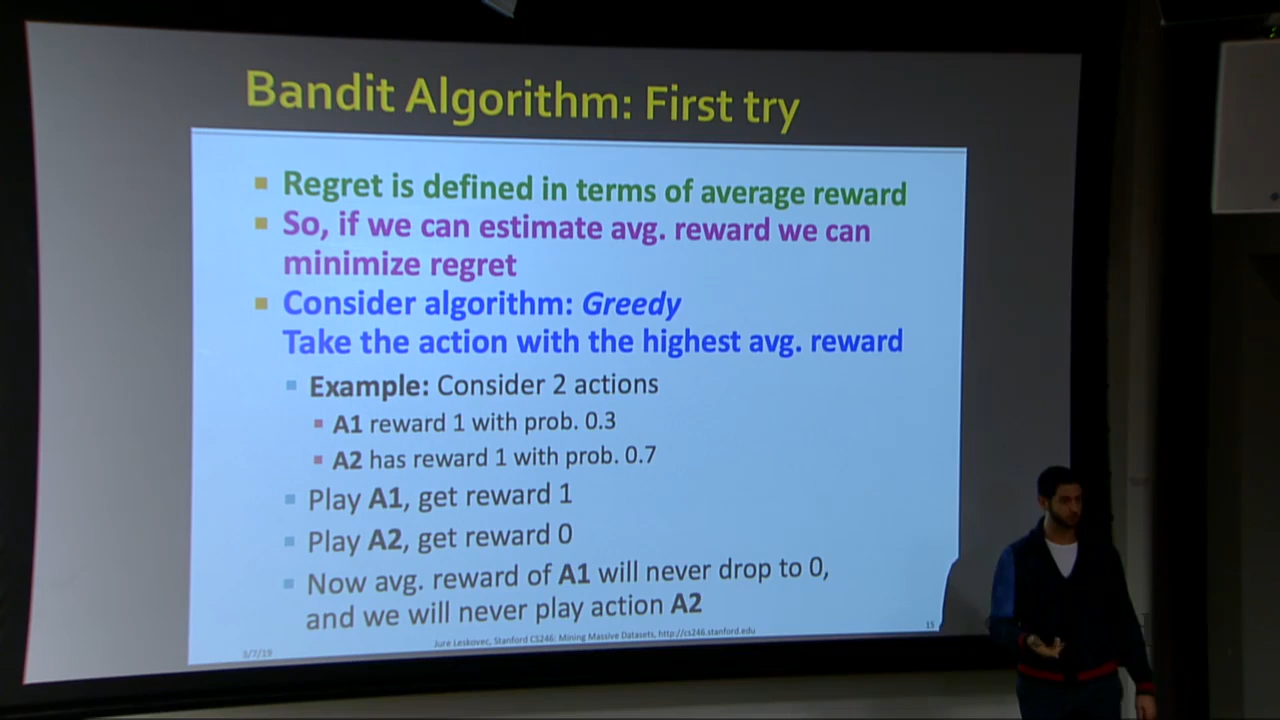 Bandit Algorithm: First try
Regret is defined in terms of average reward
So, if we can estimate avg. reward we can
minimize regret
Consider algorithm: Greedy
Take the action with the highest avg. reward
Example: Consider 2 actions
A1 reward 1 with prob. 0.3
A2 has reward 1 with prob. 0.7
Play A1, get reward 1
Play A2, get reward 0
Now avg. reward of A1 will never drop to 0,
and we will never play action A2
3/7/19
Jure Leskovec, Stanford CS246: Mining Massive Datasets, http://cs246.stanford.edu
15